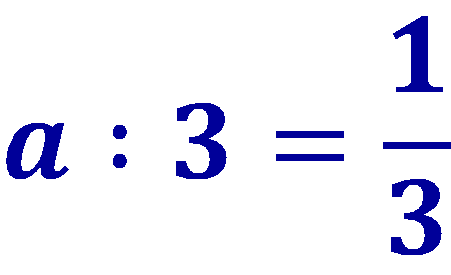 a : 3 = 1/3